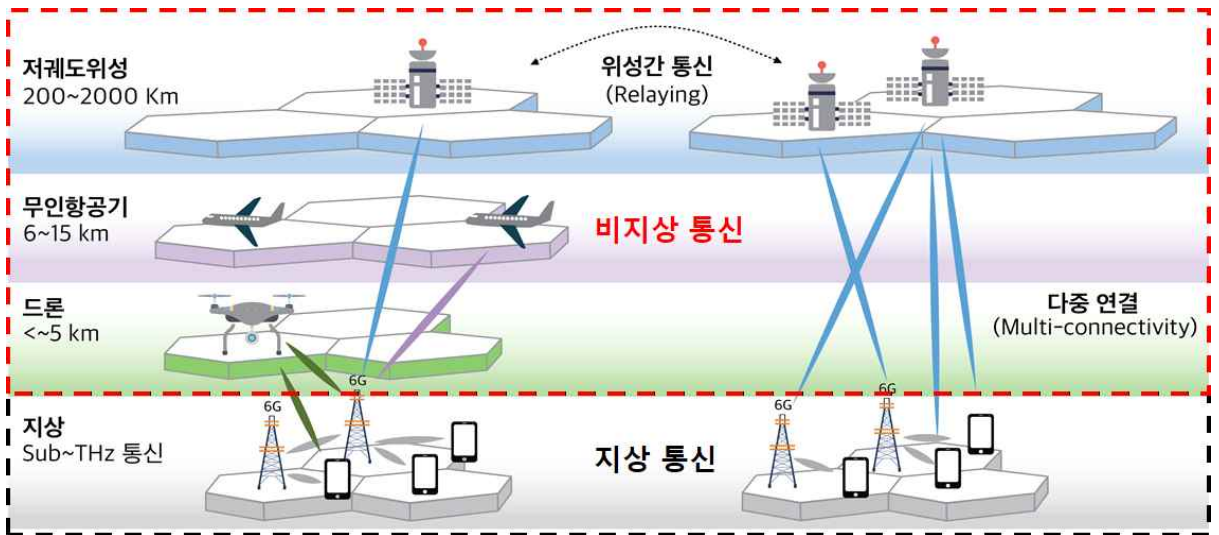 저궤도위성
200~2000 Km
위성간 통신
(Relaying)
무인항공기
6~15 km
비지상 통신
드론
<~5 km
다중 연결
(Multi-connectivity)
6G
6G
6G
6G
지상
Sub~THz 통신
지상 통신